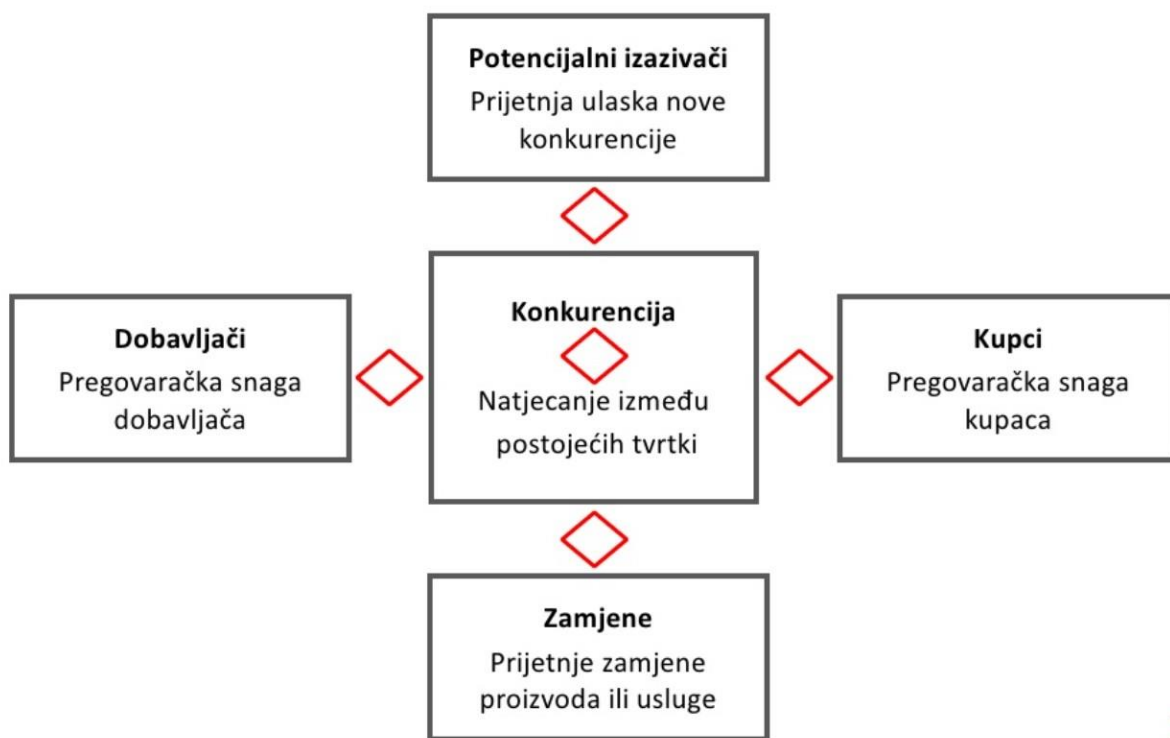 Potencijalni izazivači
Prijetnja ulaska nove
konkurencije
Dobavljači
Pregovaračka snaga
dobavljača
Konkurencija
Natjecanje između
postojećih tvrtki
Kupci
Pregovaračka snaga
kupaca
Zamjene
Prijetnje zamjene
proizvoda ili usluge